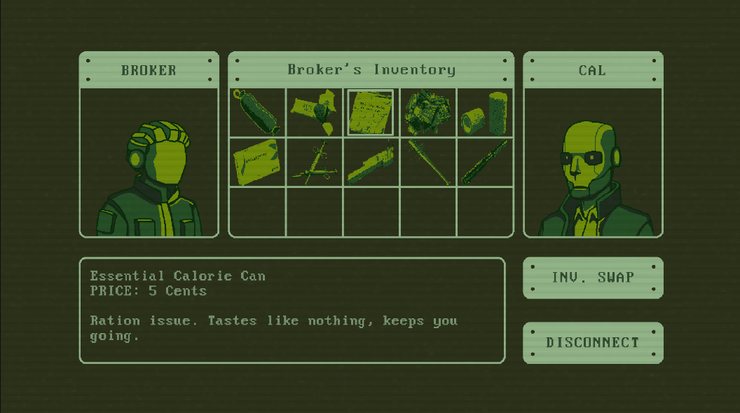 BROKER
Broker's Inventory
CAL
Essential Calorie Can
PRICE: 5 Cents
Ration issue. Tastes like nothing, keeps you
going.
INV. SWAP
DISCONNECT